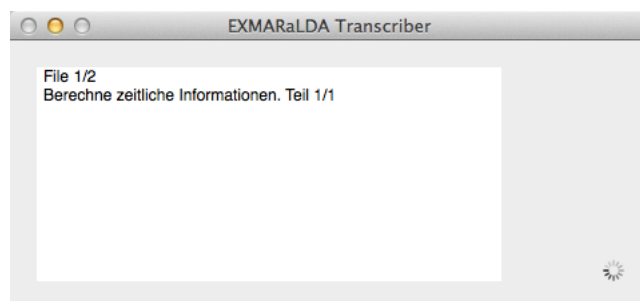 EXMARaLDA Transcriber
File 1/2
Berechne zeitliche Informationen. Teil 1/1